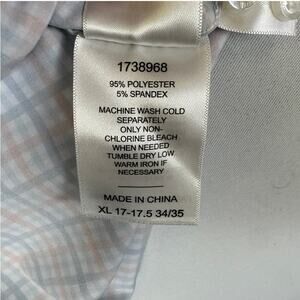 1738968
95% POLYESTER
5% SPANDEX
MACHINE WASH COLD
SEPARATELY
ONLY NON-
CHLORINE BLEACH
WHEN NEEDED
TUMBLE DRY LOW
WARM IRON IF
NECESSARY
MADE IN CHINA
XL 17-17.5 34/35